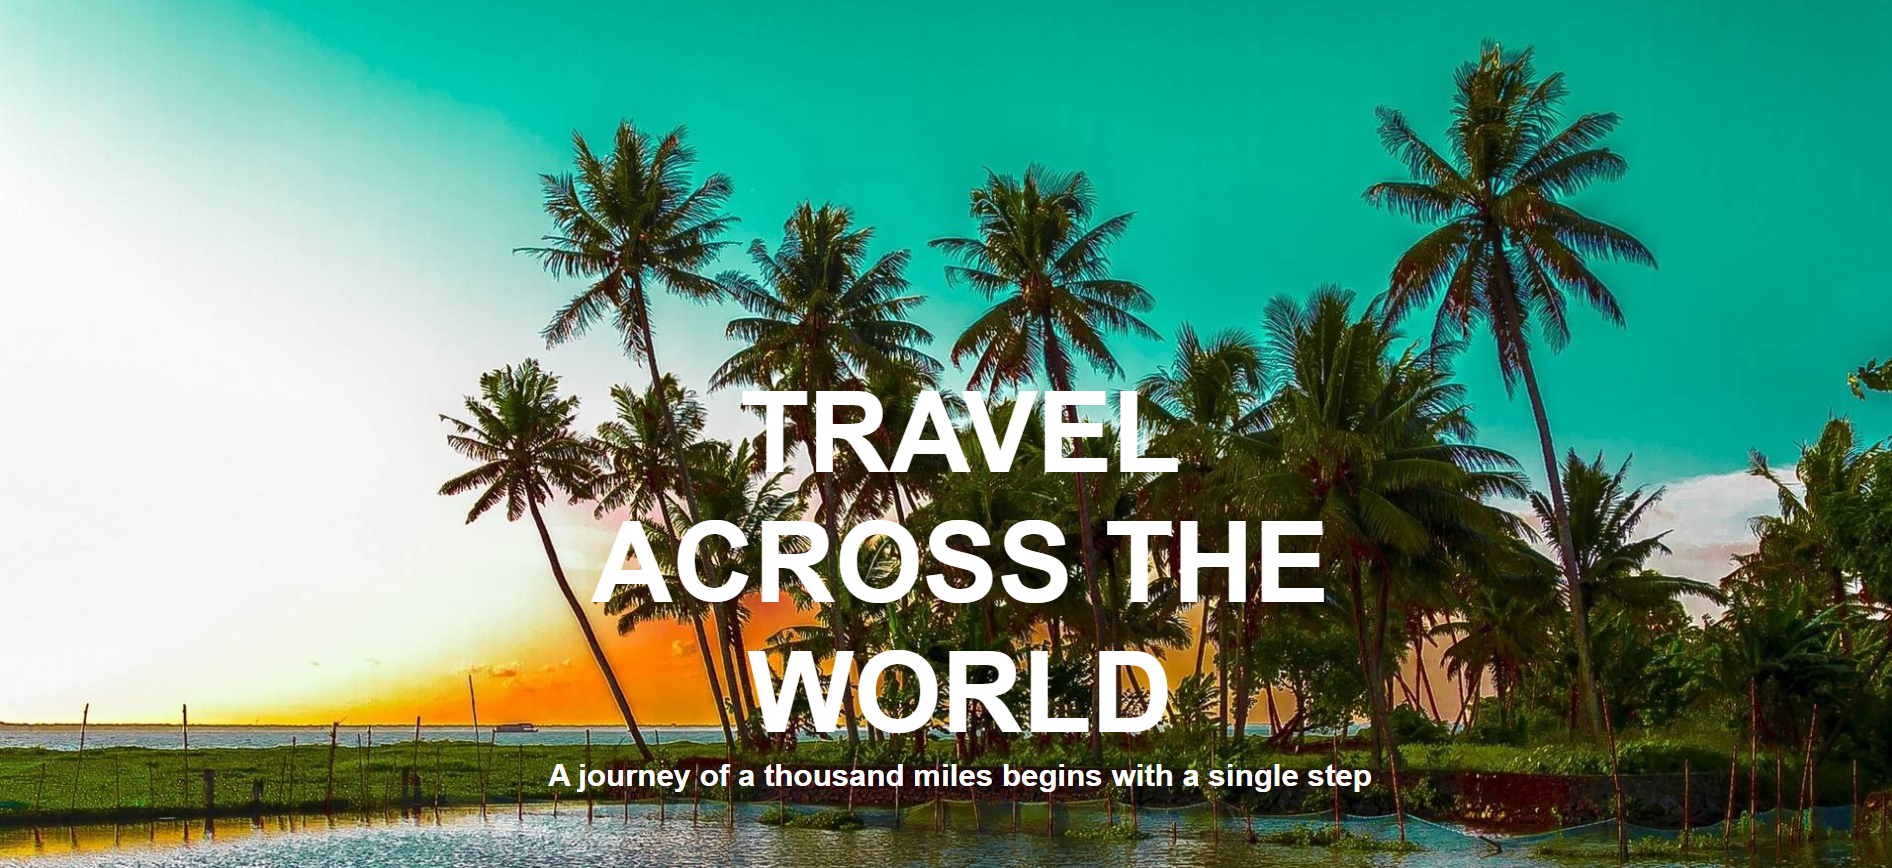 TRAVEL
ACROSS THE
WORLD
A journey of a thousand miles begins with a single step